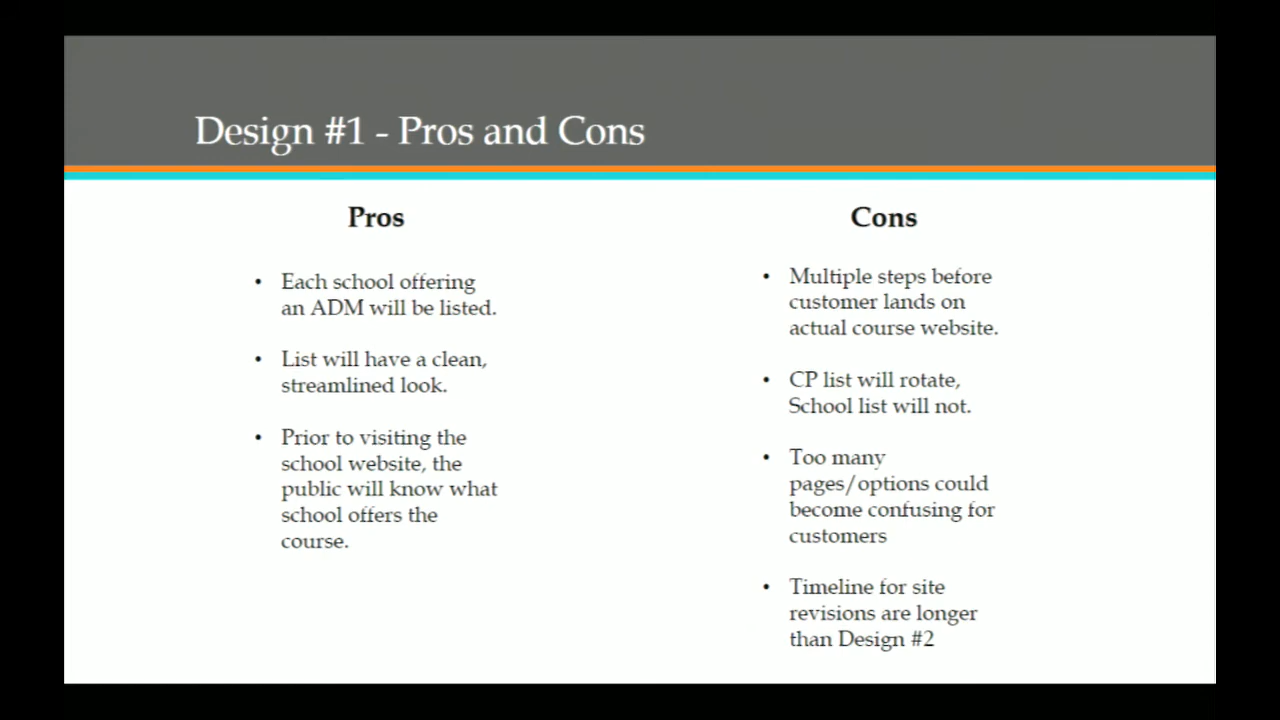 Design #1 - Pros and Cons
Pros
• Each school offering
an ADM will be listed.
• List will have a clean,
streamlined look.
• Prior to visiting the
school website, the
public will know what
school offers the
course.
Cons
• Multiple steps before
customer lands on
actual course website.
• CP list will rotate,
School list will not.
• Too many
pages/options could
become confusing for
customers
• Timeline for site
revisions are longer
than Design #2